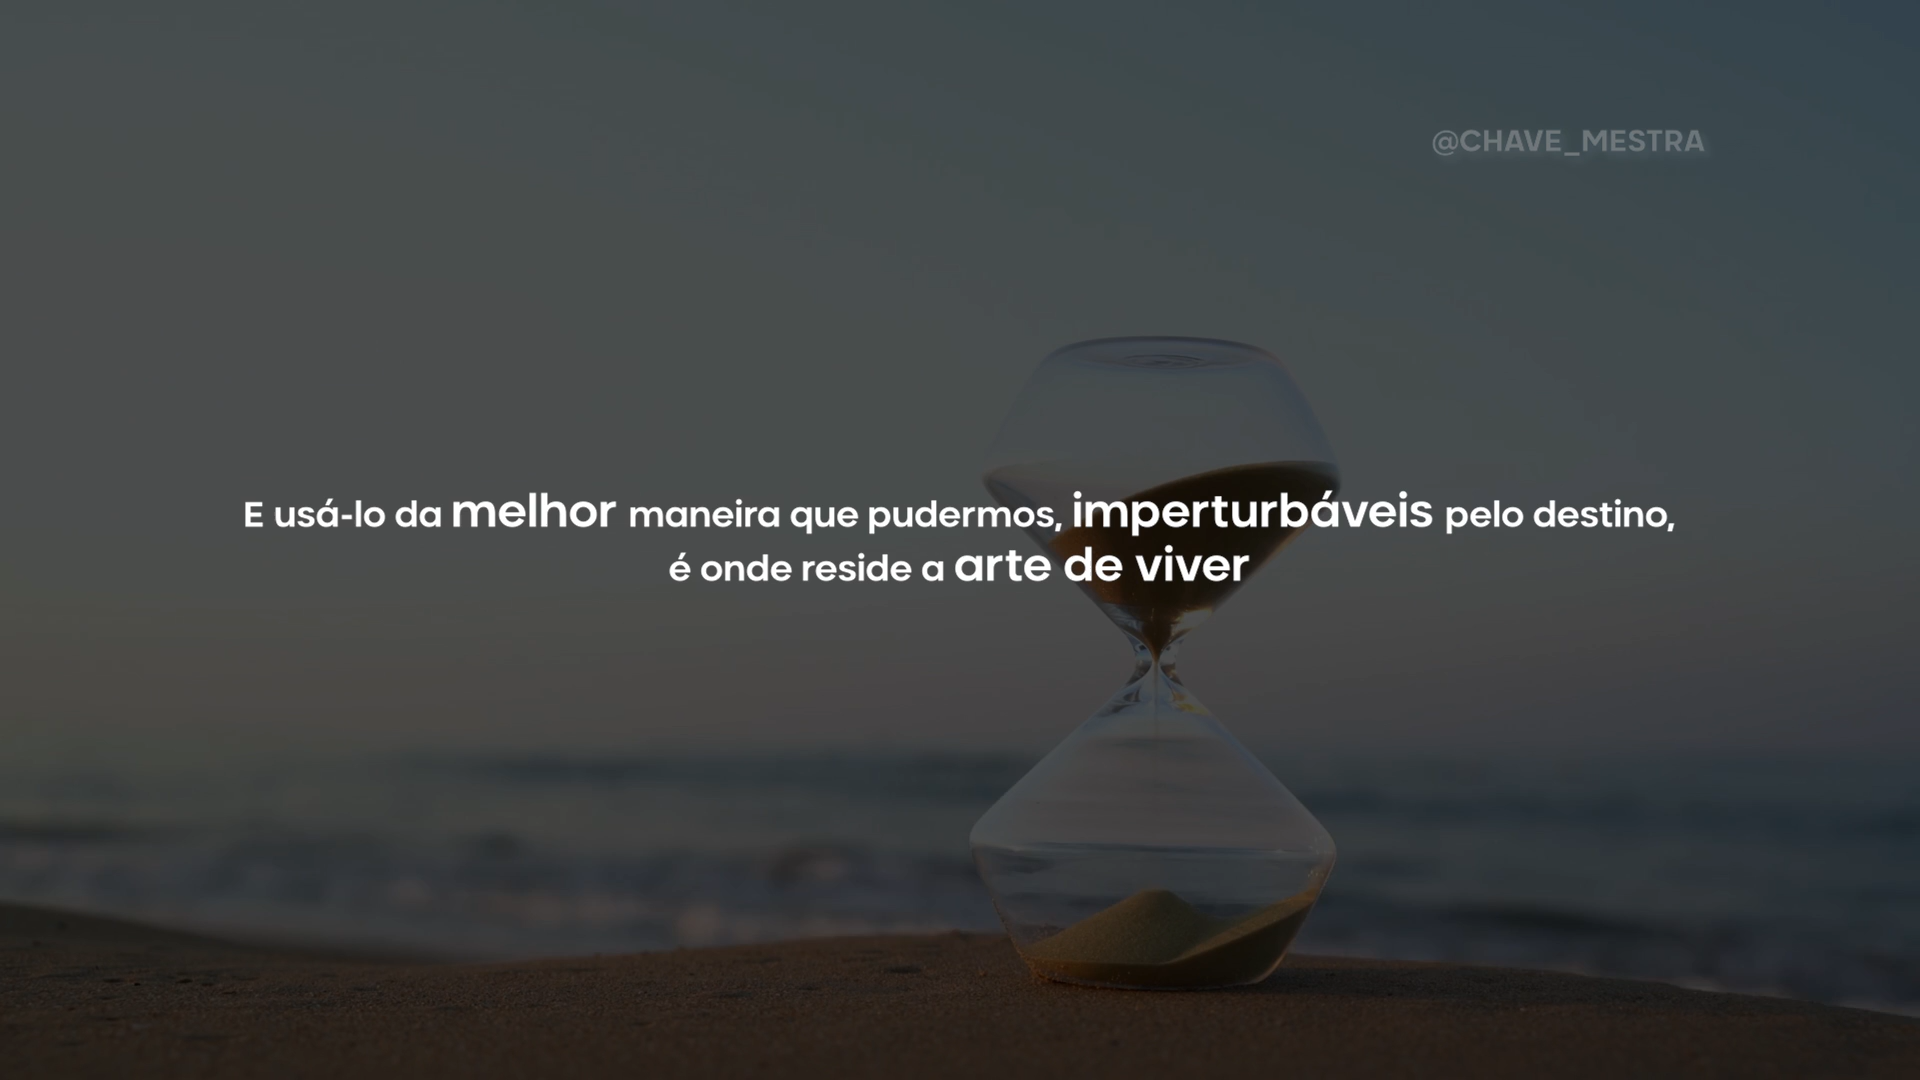 @CHAVE_MESTRA
E usá-lo da melhor maneira que pudermos, imperturbáveis pelo destino,
é onde reside a arte de viver